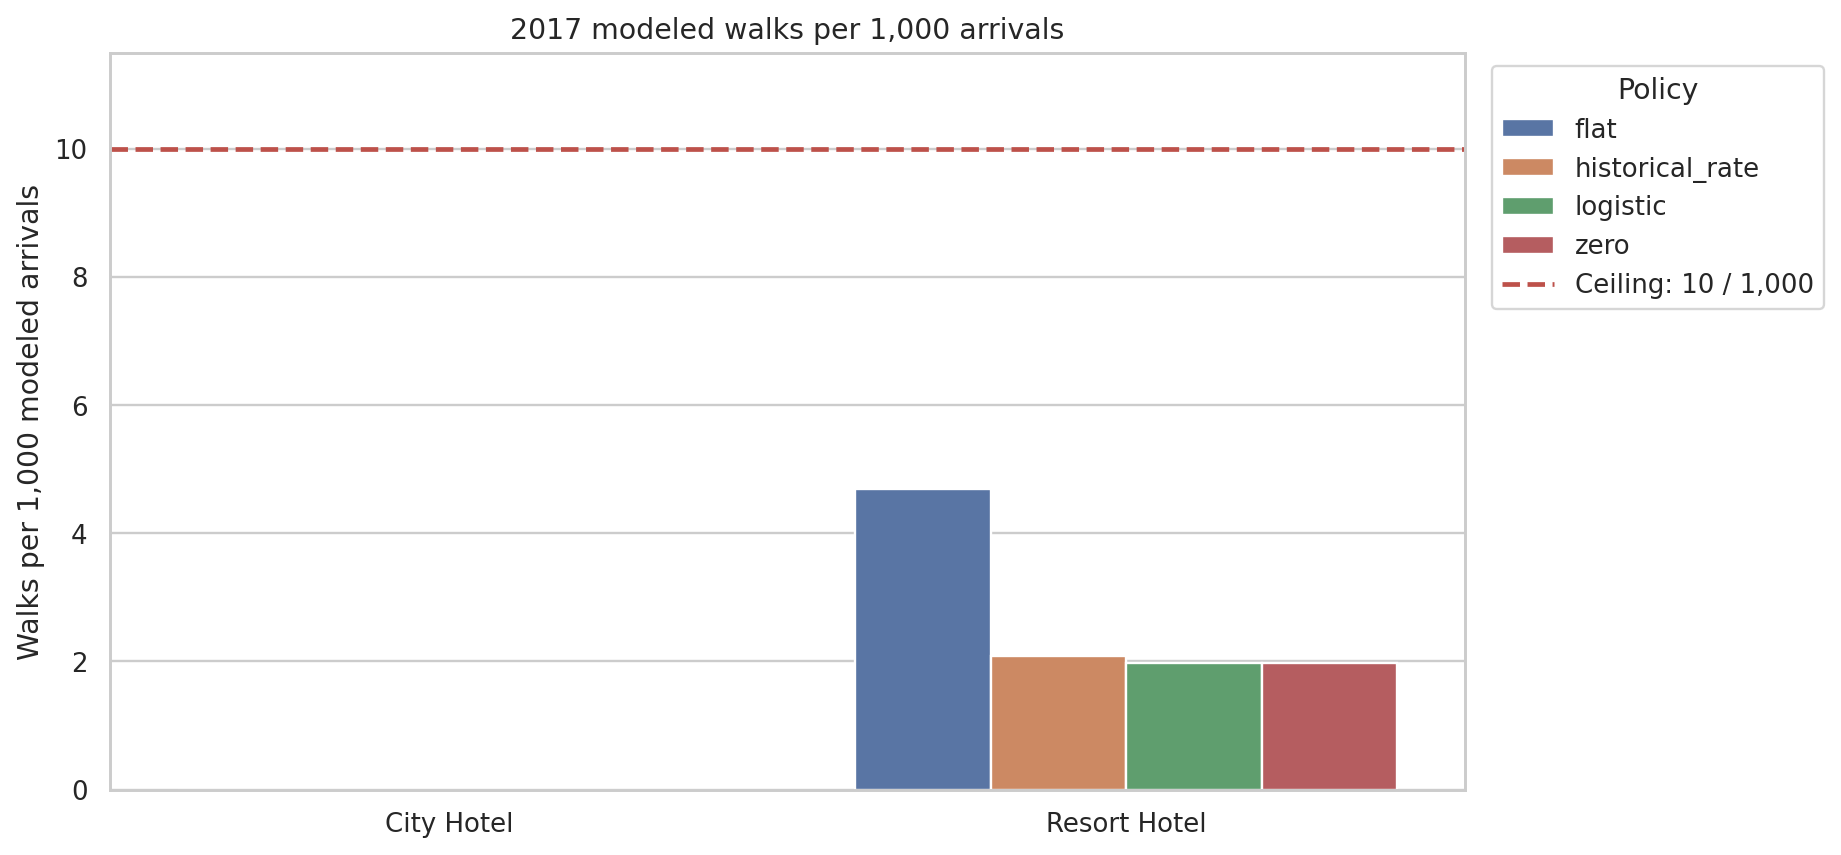 2017 modeled walks per 1,000 arrivals
Walks per 1,000 modeled arrivals
10
8
6
4
2
0
City Hotel
Resort Hotel
Policy
flat
historical_rate
logistic
zero
Ceiling: 10 / 1,000